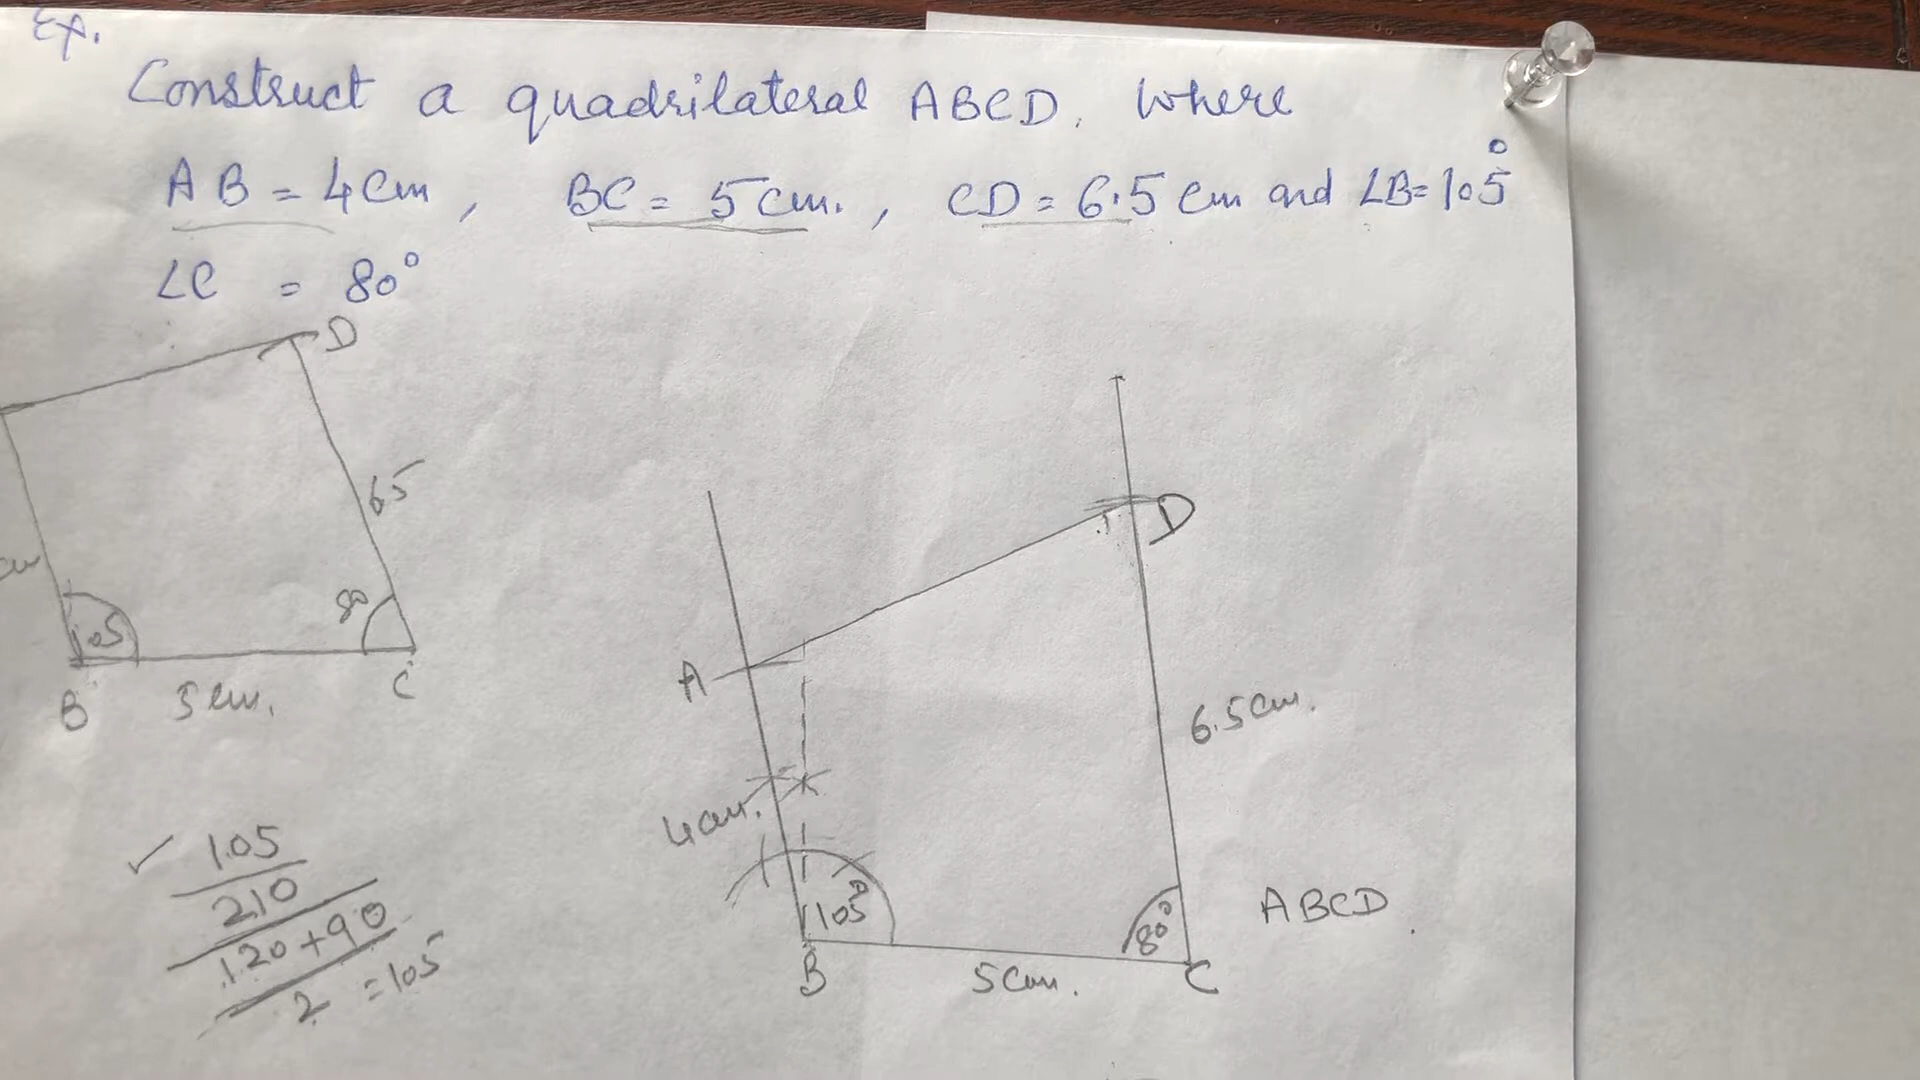 Ex.
Construct a quadrilateral ABCD. Where
AB = 4cm, BC = 5cm., CD = 6.5 cm and ∠B=105°
∠C = 80°
D
65
80
105
B 5cm. C
D
A
6.5cm.
4cm.
105°
80°
B 5cm. C
ABCD.
✓ 105
210
120+90
2 =105